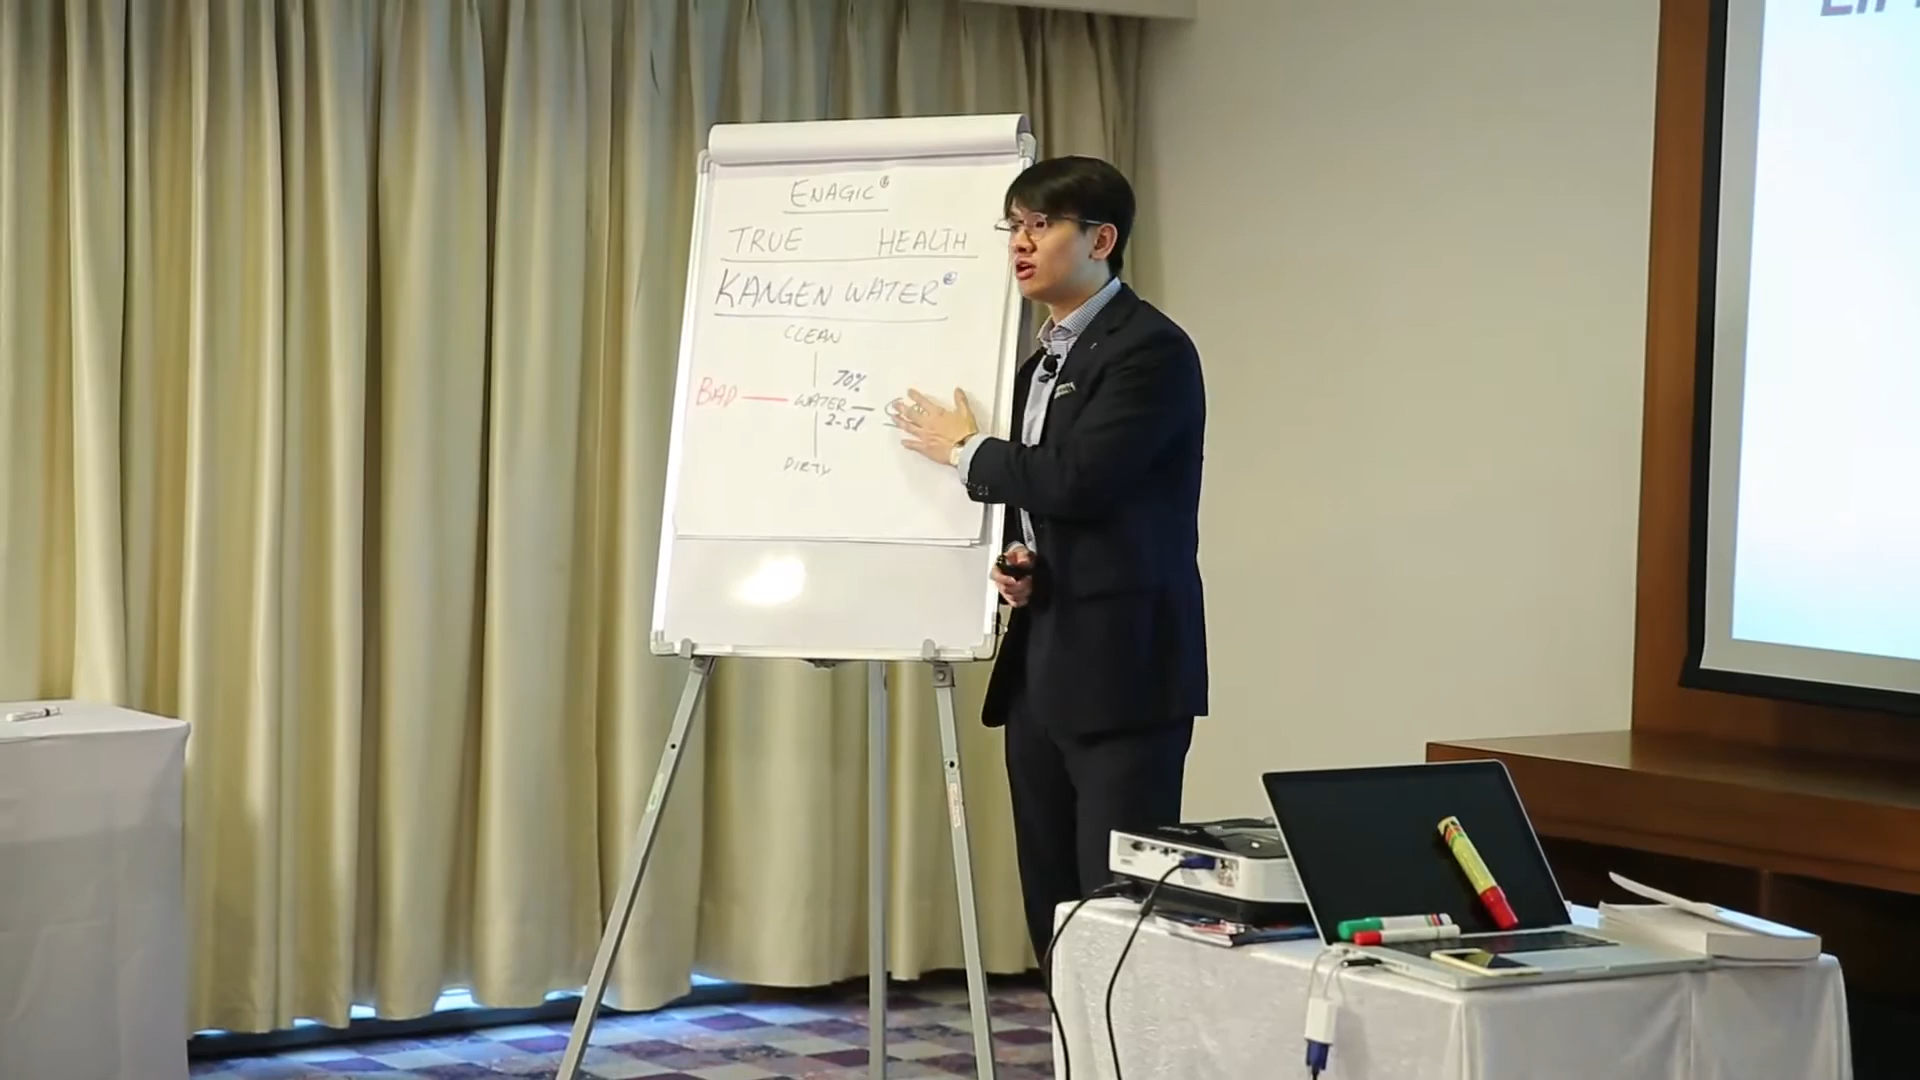 ENAGIC®
TRUE HEALTH
KANGEN WATER®
CLEAN
70%
BAD — WATER —
2-5l
DIRTY